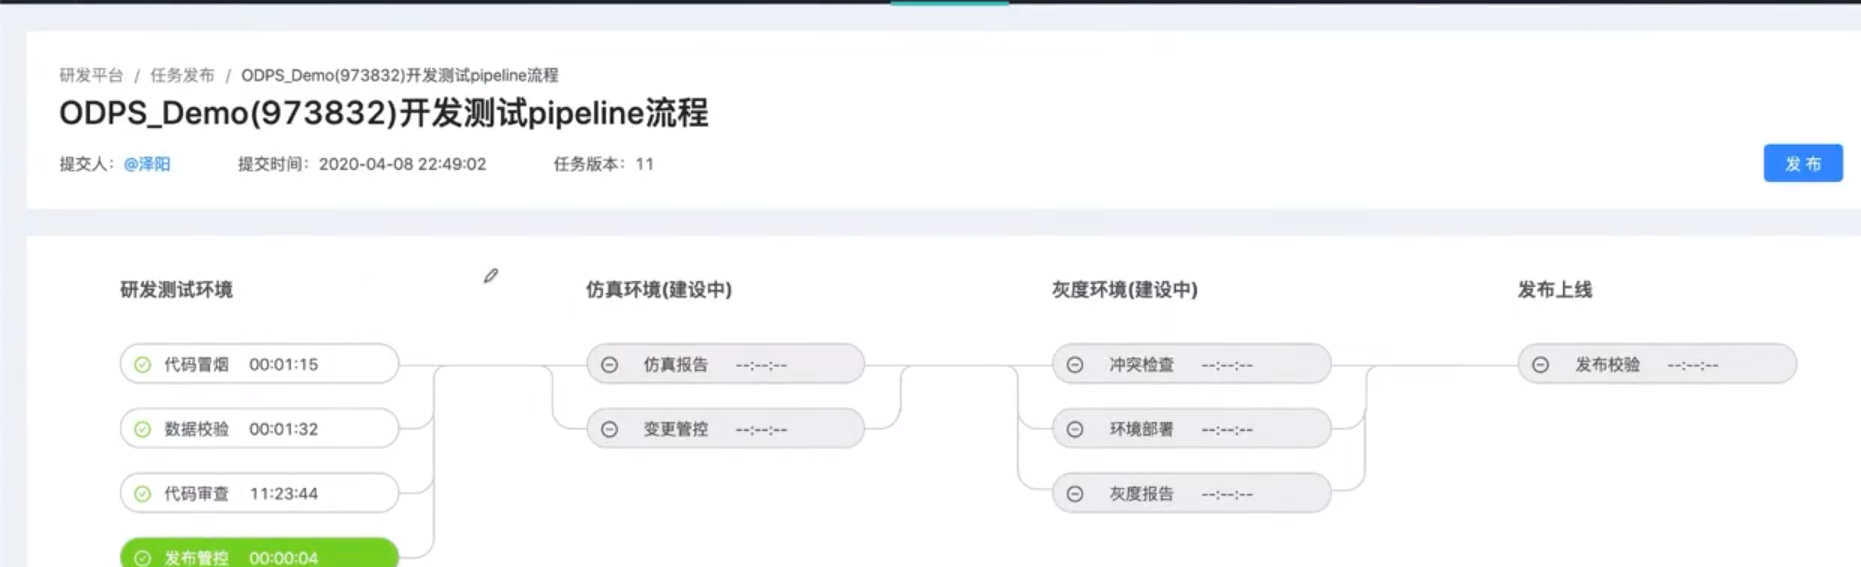 研发平台 / 任务发布 / ODPS_Demo(973832)开发测试pipeline流程
ODPS_Demo(973832)开发测试pipeline流程
提交人：@泽阳 提交时间：2020-04-08 22:49:02 任务版本：11
发 布
研发测试环境 仿真环境(建设中) 灰度环境(建设中) 发布上线
代码冒烟 00:01:15 仿真报告 --:--:-- 冲突检查 --:--:-- 发布校验 --:--:--
数据校验 00:01:32 变更管控 --:--:-- 环境部署 --:--:--
代码审查 11:23:44 灰度报告 --:--:--
发布管控 00:00:04